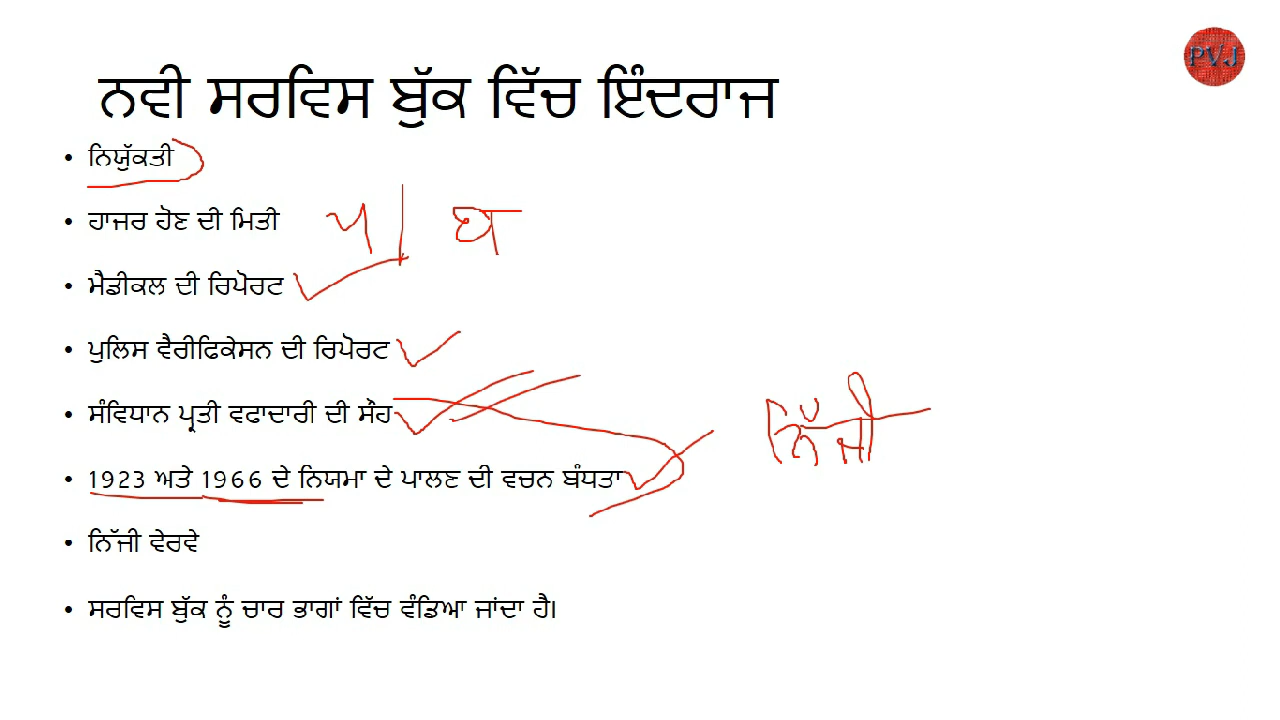 PVJ
ਨਵੀ ਸਰਵਿਸ ਬੁੱਕ ਵਿੱਚ ਇੰਦਰਾਜ
• ਨਿਯੁੱਕਤੀ
• ਹਾਜਰ ਹੋਣ ਦੀ ਮਿਤੀ
• ਮੈਡੀਕਲ ਦੀ ਰਿਪੋਰਟ
• ਪੁਲਿਸ ਵੈਰੀਫਿਕੇਸਨ ਦੀ ਰਿਪੋਰਟ
• ਸੰਵਿਧਾਨ ਪ੍ਰਤੀ ਵਫਾਦਾਰੀ ਦੀ ਸੌਂਹ
• 1923 ਅਤੇ 1966 ਦੇ ਨਿਯਮਾ ਦੇ ਪਾਲਣ ਦੀ ਵਚਨ ਬੰਧਤਾ
ਨਿੱਜੀ
• ਨਿੱਜੀ ਵੇਰਵੇ
• ਸਰਵਿਸ ਬੁੱਕ ਨੂੰ ਚਾਰ ਭਾਗਾਂ ਵਿੱਚ ਵੰਡਿਆ ਜਾਂਦਾ ਹੈ।